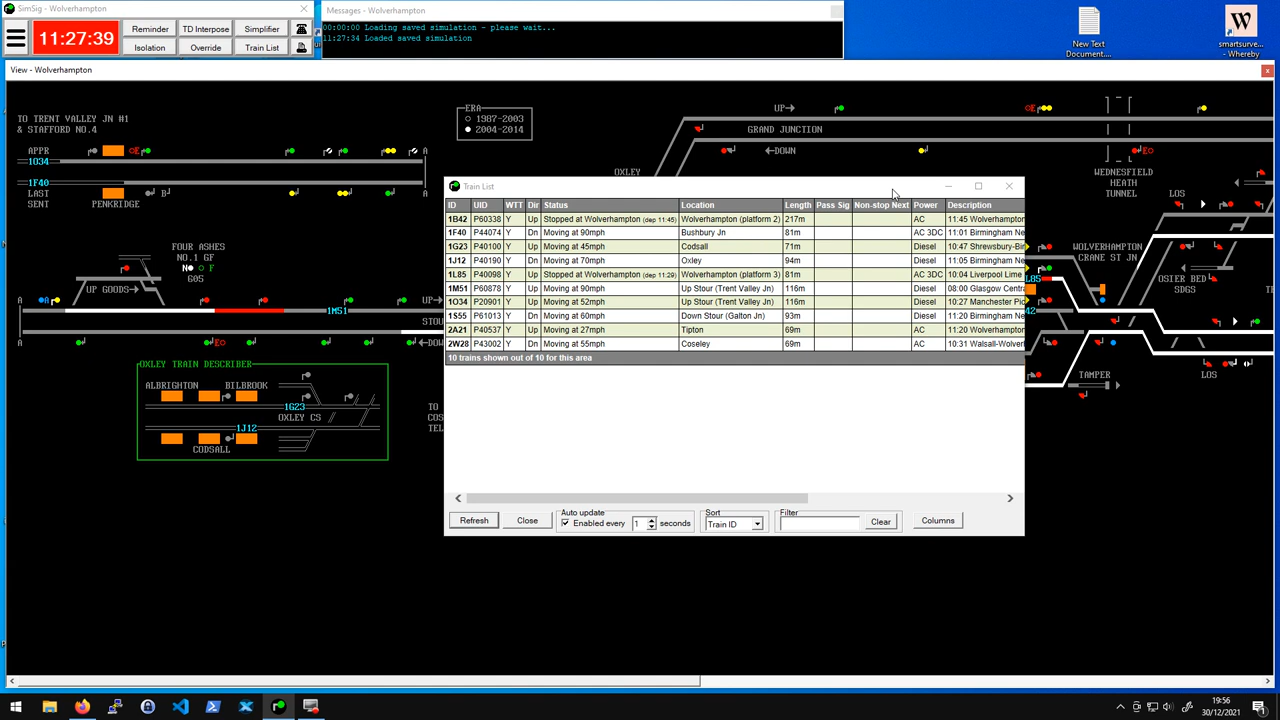 SimSig - Wolverhampton
11:27:39
Reminder
TD Interpose
Simplifier
Isolation
Override
Train List
Messages - Wolverhampton
00:00:00 Loading saved simulation - please wait...
11:27:34 Loaded saved simulation
New Text
Document....
smartsurve...
- Whereby
View - Wolverhampton
TO TRENT VALLEY JN #1
& STAFFORD NO.4
APPR
1O34
1F40
LAST
SENT
PENKRIDGE
E
A
B
A
ERA
1987-2003
2004-2014
UP
GRAND JUNCTION
DOWN
OXLEY
E
E
WEDNESFIELD
HEATH
TUNNEL
LOS
FOUR ASHES
NO.1 GF
N F
G05
UP GOODS
A
A
1M51
UP
STOU
DOW
A
E
WOLVERHAMPTON
CRANE ST JN
OSIER BED
SDGS
L85
42
TAMPER
LOS
OXLEY TRAIN DESCRIBER
ALBRIGHTON
BILBROOK
1G23
OXLEY CS
1J12
CODSALL
TO
COS
TEL
Train List
ID UID WTT Dir Status Location Length Pass Sig Non-stop Next Power Description
1B42 P60338 Y Up Stopped at Wolverhampton (dep 11:45) Wolverhampton (platform 2) 217m AC 11:45 Wolverhampton
1F40 P44074 Y Dn Moving at 90mph Bushbury Jn 81m AC 3DC 11:01 Birmingham Ne
1G23 P40100 Y Up Moving at 45mph Codsall 71m Diesel 10:47 Shrewsbury-Bir
1J12 P40190 Y Dn Moving at 70mph Oxley 94m Diesel 11:05 Birmingham Ne
1L85 P40098 Y Up Stopped at Wolverhampton (dep 11:29) Wolverhampton (platform 3) 81m AC 3DC 10:04 Liverpool Lime
1M51 P60878 Y Up Moving at 90mph Up Stour (Trent Valley Jn) 116m Diesel 08:00 Glasgow Centr
1O34 P20901 Y Up Moving at 52mph Up Stour (Trent Valley Jn) 116m Diesel 10:27 Manchester Pic
1S55 P61013 Y Dn Moving at 60mph Down Stour (Galton Jn) 93m Diesel 11:20 Birmingham Ne
2A21 P40537 Y Up Moving at 27mph Tipton 69m AC 11:20 Wolverhampton
2W28 P43002 Y Dn Moving at 55mph Coseley 69m AC 10:31 Walsall-Wolver
10 trains shown out of 10 for this area
Refresh
Close
Auto update
Enabled every 1 seconds
Sort
Train ID
Filter
Clear
Columns
19:56
30/12/2021